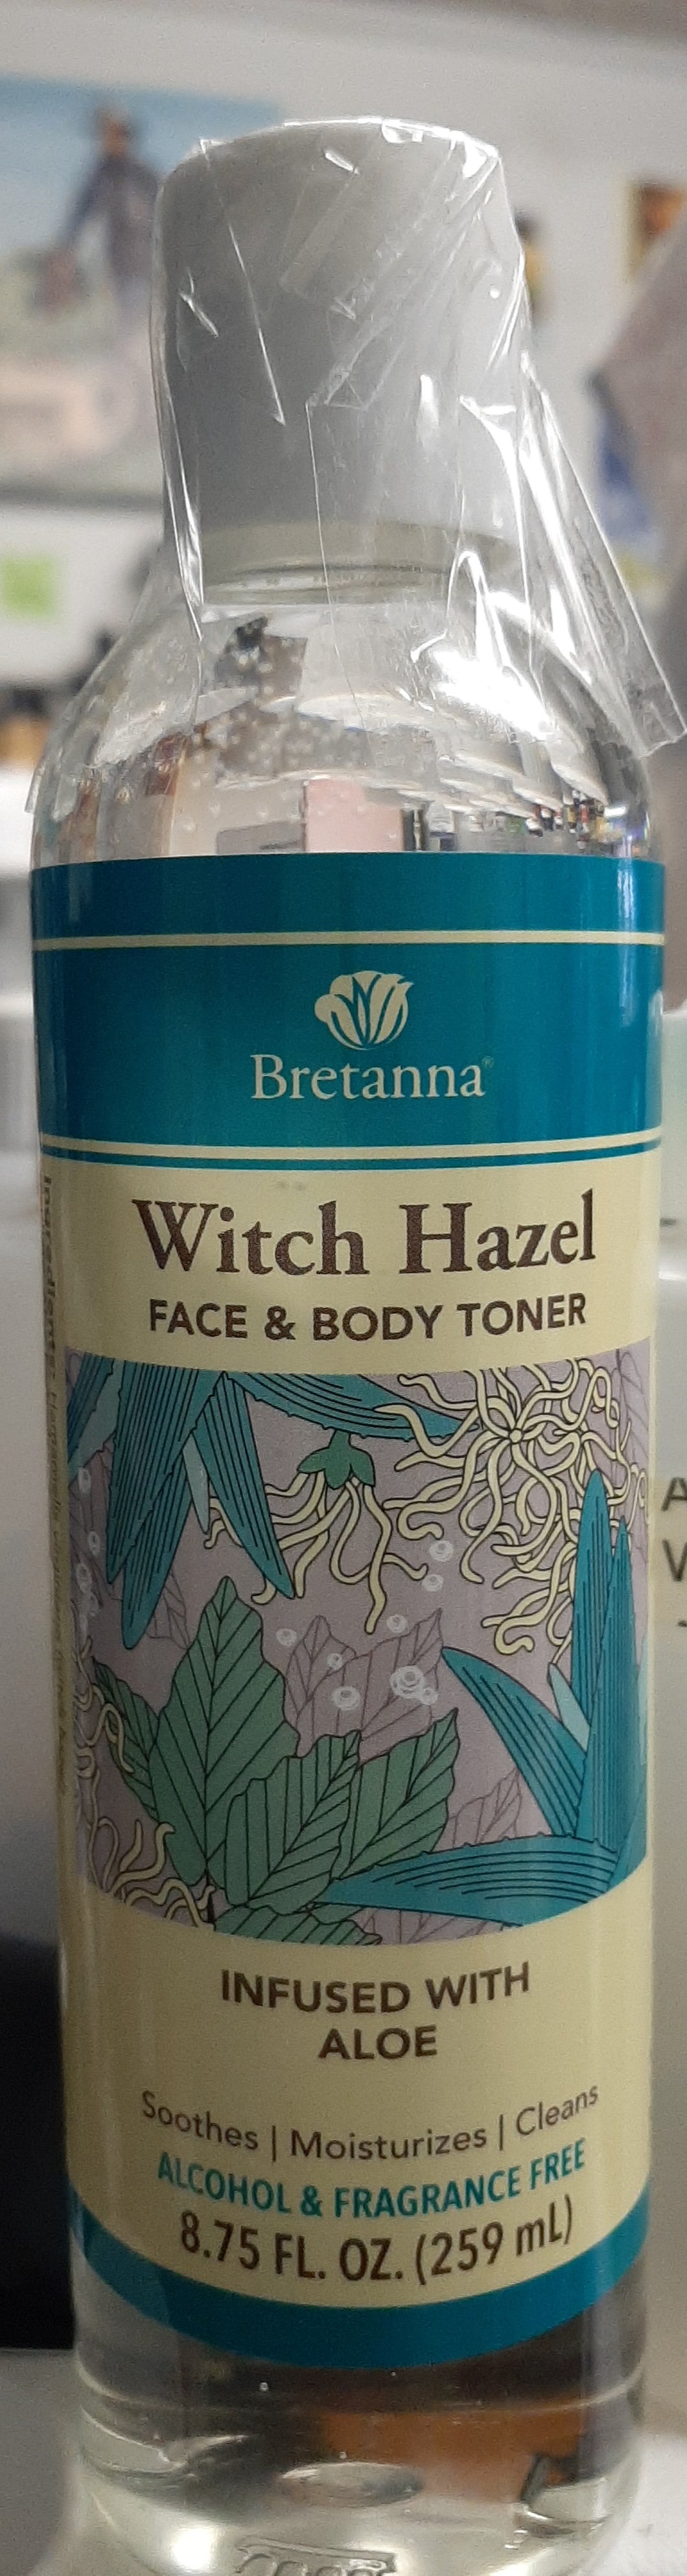 Bretanna®
Witch Hazel
FACE & BODY TONER
INFUSED WITH
ALOE
Soothes | Moisturizes | Cleans
ALCOHOL & FRAGRANCE FREE
8.75 FL. OZ. (259 mL)
Ingredients: